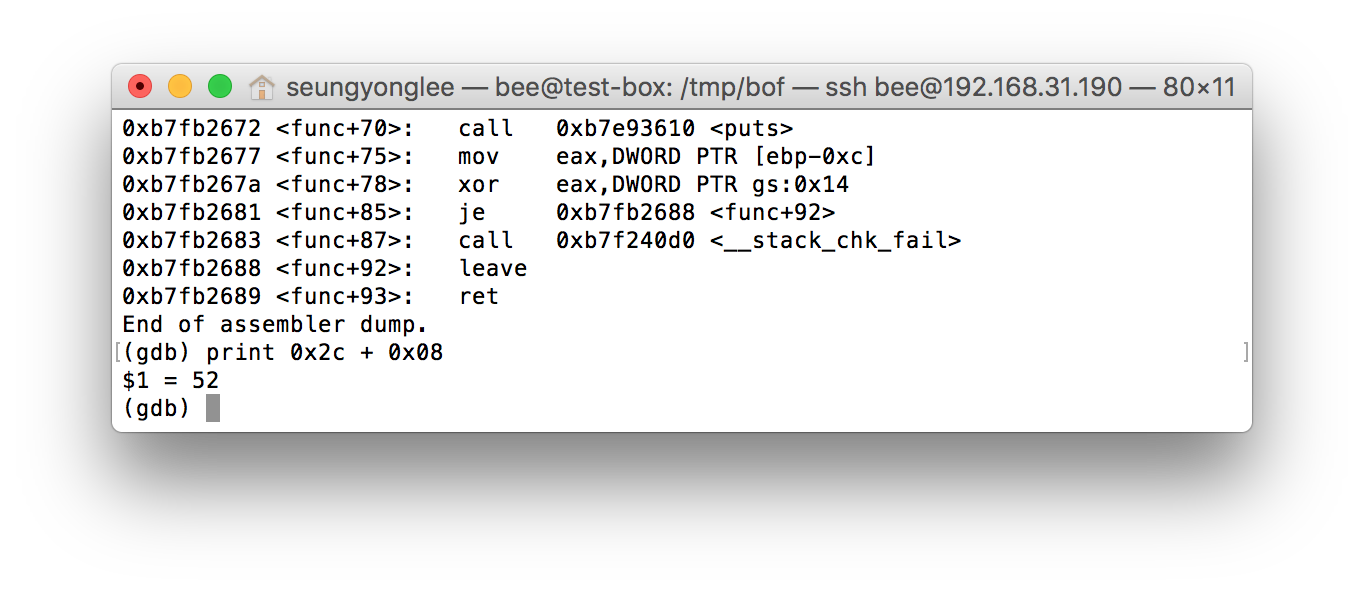 seungyonglee — bee@test-box: /tmp/bof — ssh bee@192.168.31.190 — 80×11
0xb7fb2672 <func+70>:   call   0xb7e93610 <puts>
0xb7fb2677 <func+75>:   mov    eax,DWORD PTR [ebp-0xc]
0xb7fb267a <func+78>:   xor    eax,DWORD PTR gs:0x14
0xb7fb2681 <func+85>:   je     0xb7fb2688 <func+92>
0xb7fb2683 <func+87>:   call   0xb7f240d0 <__stack_chk_fail>
0xb7fb2688 <func+92>:   leave
0xb7fb2689 <func+93>:   ret
End of assembler dump.
[(gdb) print 0x2c + 0x08 ]
$1 = 52
(gdb)